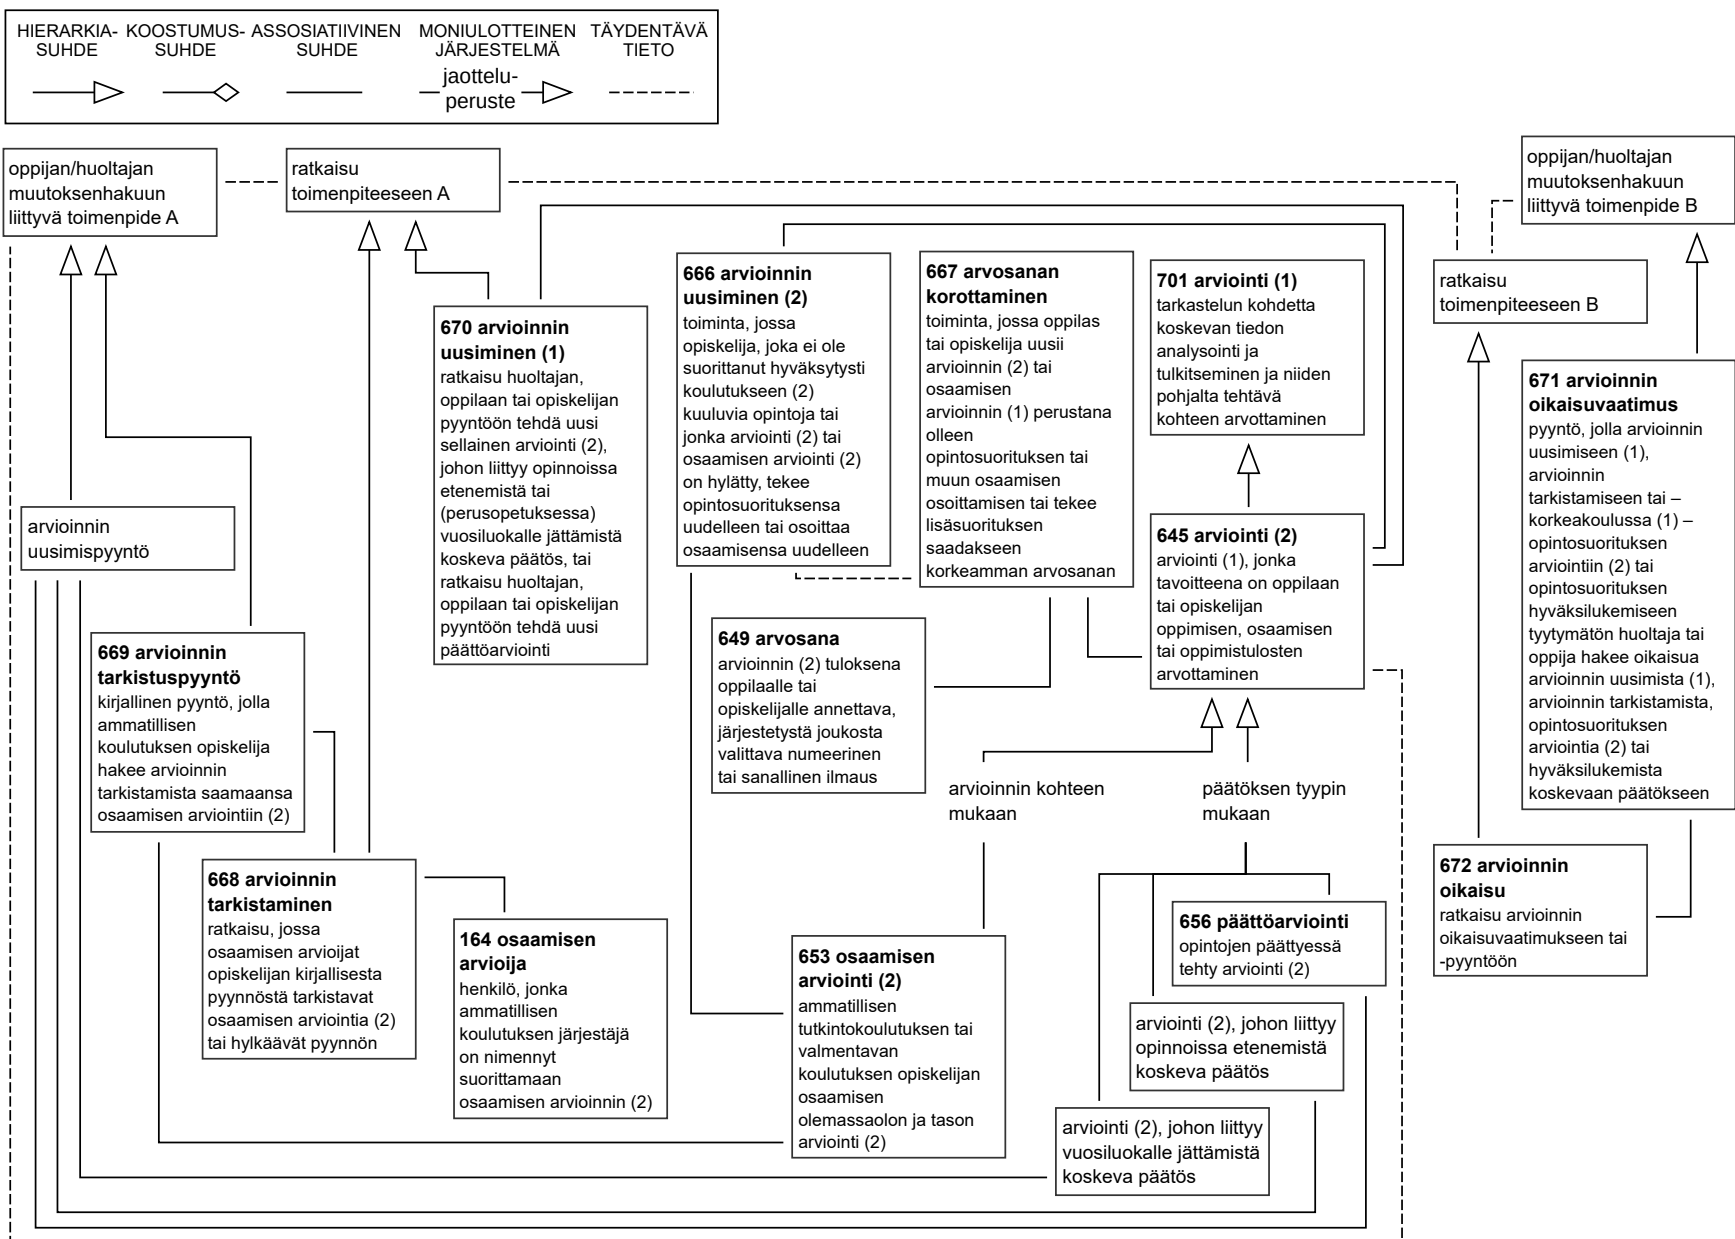 HIERARKIA-
SUHDE
KOOSTUMUS-
SUHDE
ASSOSIATIIVINEN
SUHDE
MONIULOTTEINEN
JÄRJESTELMÄ
TÄYDENTÄVÄ
TIETO
jaottelu-
peruste
oppijan/huoltajan
muutoksenhakuun
liittyvä toimenpide A
ratkaisu
toimenpiteeseen A
oppijan/huoltajan
muutoksenhakuun
liittyvä toimenpide B
ratkaisu
toimenpiteeseen B
670 arvioinnin
uusiminen (1)
ratkaisu huoltajan,
oppilaan tai opiskelijan
pyyntöön tehdä uusi
sellainen arviointi (2),
johon liittyy opinnoissa
etenemistä tai
(perusopetuksessa)
vuosiluokalle jättämistä
koskeva päätös, tai
ratkaisu huoltajan,
oppilaan tai opiskelijan
pyyntöön tehdä uusi
päättöarviointi
666 arvioinnin
uusiminen (2)
toiminta, jossa
opiskelija, joka ei ole
suorittanut hyväksytysti
koulutukseen (2)
kuuluvia opintoja tai
jonka arviointi (2) tai
osaamisen arviointi (2)
on hylätty, tekee
opintosuorituksensa
uudelleen tai osoittaa
osaamisensa uudelleen
667 arvosanan
korottaminen
toiminta, jossa oppilas
tai opiskelija uusii
arvioinnin (2) tai
osaamisen
arvioinnin (1) perustana
olleen
opintosuorituksen tai
muun osaamisen
osoittamisen tai tekee
lisäsuorituksen
saadakseen
korkeamman arvosanan
701 arviointi (1)
tarkastelun kohdetta
koskevan tiedon
analysointi ja
tulkitseminen ja niiden
pohjalta tehtävä
kohteen arvottaminen
671 arvioinnin
oikaisuvaatimus
pyyntö, jolla arvioinnin
uusimiseen (1),
arvioinnin
tarkistamiseen tai –
korkeakoulussa (1) –
opintosuorituksen
arviointiin (2) tai
opintosuorituksen
hyväksilukemiseen
tyytymätön huoltaja tai
oppija hakee oikaisua
arvioinnin uusimista (1),
arvioinnin tarkistamista,
opintosuorituksen
arviointia (2) tai
hyväksilukemista
koskevaan päätökseen
arvioinnin
uusimispyyntö
645 arviointi (2)
arviointi (1), jonka
tavoitteena on oppilaan
tai opiskelijan
oppimisen, osaamisen
tai oppimistulosten
arvottaminen
649 arvosana
arvioinnin (2) tuloksena
oppilaalle tai
opiskelijalle annettava,
järjestetystä joukosta
valittava numeerinen
tai sanallinen ilmaus
669 arvioinnin
tarkistuspyyntö
kirjallinen pyyntö, jolla
ammatillisen
koulutuksen opiskelija
hakee arvioinnin
tarkistamista saamaansa
osaamisen arviointiin (2)
arvioinnin kohteen
mukaan
päätöksen tyypin
mukaan
668 arvioinnin
tarkistaminen
ratkaisu, jossa
osaamisen arvioijat
opiskelijan kirjallisesta
pyynnöstä tarkistavat
osaamisen arviointia (2)
tai hylkäävät pyynnön
164 osaamisen
arvioija
henkilö, jonka
ammatillisen
koulutuksen järjestäjä
on nimennyt
suorittamaan
osaamisen arvioinnin (2)
653 osaamisen
arviointi (2)
ammatillisen
tutkintokoulutuksen tai
valmentavan
koulutuksen opiskelijan
osaamisen
olemassaolon ja tason
arviointi (2)
656 päättöarviointi
opintojen päättyessä
tehty arviointi (2)
672 arvioinnin
oikaisu
ratkaisu arvioinnin
oikaisuvaatimukseen tai
-pyyntöön
arviointi (2), johon liittyy
opinnoissa etenemistä
koskeva päätös
arviointi (2), johon liittyy
vuosiluokalle jättämistä
koskeva päätös